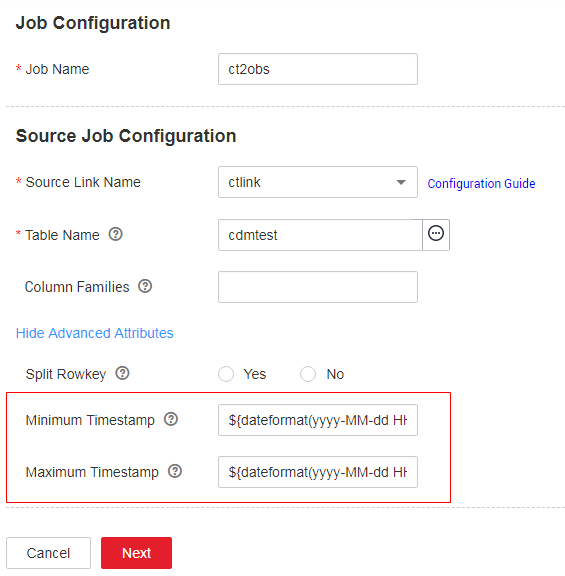 Job Configuration
* Job Name ct2obs
Source Job Configuration
* Source Link Name ctlink Configuration Guide
* Table Name cdmtest
Column Families
Hide Advanced Attributes
Split Rowkey Yes No
Minimum Timestamp ${dateformat(yyyy-MM-dd HH
Maximum Timestamp ${dateformat(yyyy-MM-dd HH
Cancel Next